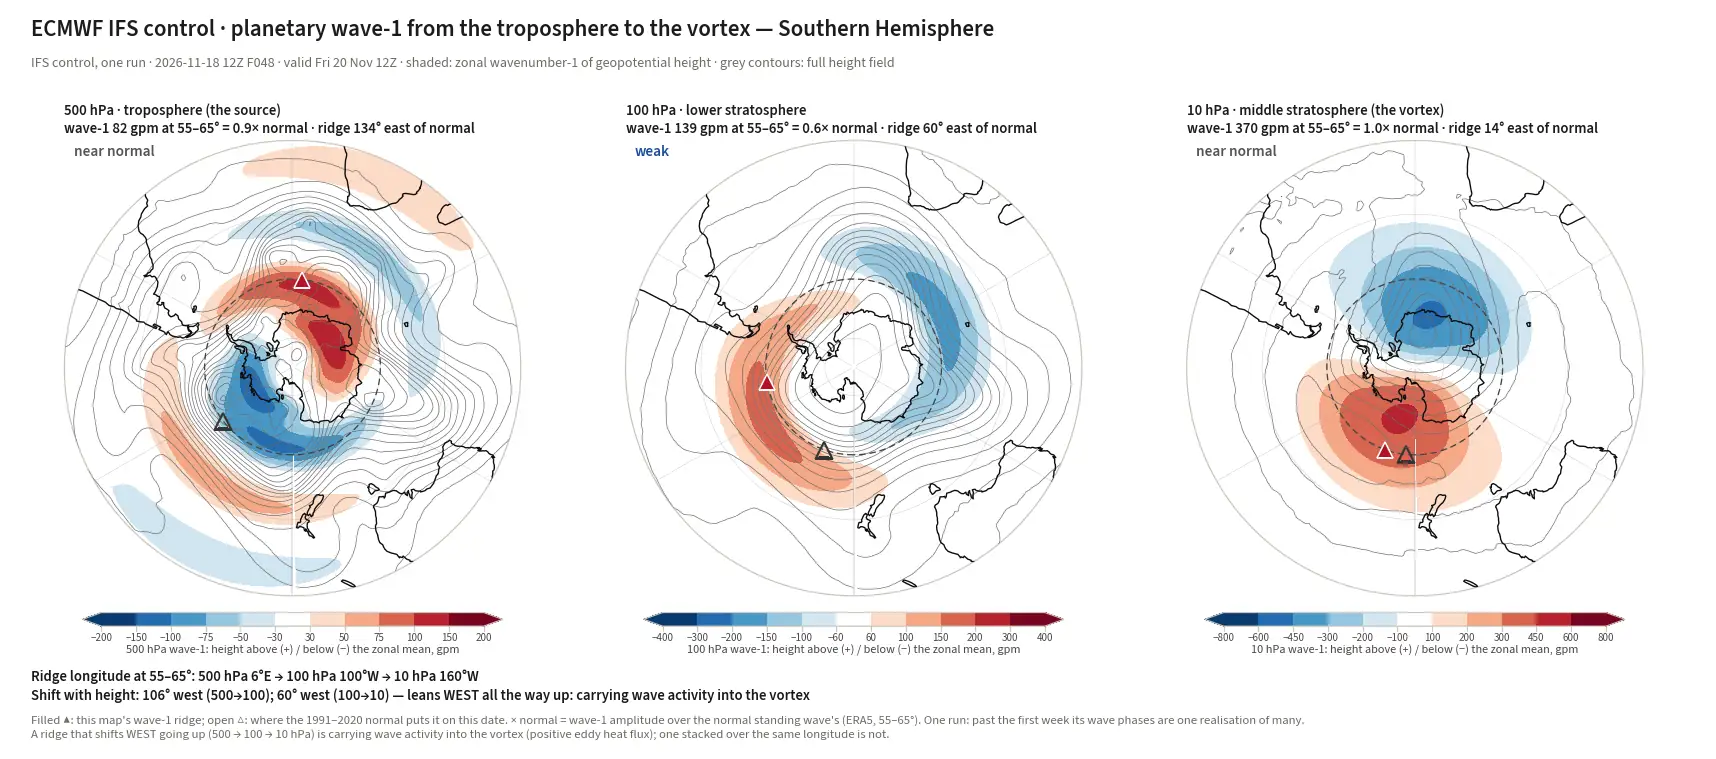 ECMWF IFS control · planetary wave-1 from the troposphere to the vortex — Southern Hemisphere
IFS control, one run · 2026-11-18 12Z F048 · valid Fri 20 Nov 12Z · shaded: zonal wavenumber-1 of geopotential height · grey contours: full height field
500 hPa · troposphere (the source)
wave-1 82 gpm at 55–65° = 0.9× normal · ridge 134° east of normal
near normal
100 hPa · lower stratosphere
wave-1 139 gpm at 55–65° = 0.6× normal · ridge 60° east of normal
weak
10 hPa · middle stratosphere (the vortex)
wave-1 370 gpm at 55–65° = 1.0× normal · ridge 14° east of normal
near normal
−200 −150 −100 −75 −50 −30 30 50 75 100 150 200
500 hPa wave-1: height above (+) / below (−) the zonal mean, gpm
−400 −300 −200 −150 −100 −60 60 100 150 200 300 400
100 hPa wave-1: height above (+) / below (−) the zonal mean, gpm
−800 −600 −450 −300 −200 −100 100 200 300 450 600 800
10 hPa wave-1: height above (+) / below (−) the zonal mean, gpm
Ridge longitude at 55–65°: 500 hPa 6°E → 100 hPa 100°W → 10 hPa 160°W
Shift with height: 106° west (500→100); 60° west (100→10) — leans WEST all the way up: carrying wave activity into the vortex
Filled ▲: this map's wave-1 ridge; open △: where the 1991–2020 normal puts it on this date. × normal = wave-1 amplitude over the normal standing wave's (ERA5, 55–65°). One run: past the first week its wave phases are one realisation of many.
A ridge that shifts WEST going up (500 → 100 → 10 hPa) is carrying wave activity into the vortex (positive eddy heat flux); one stacked over the same longitude is not.